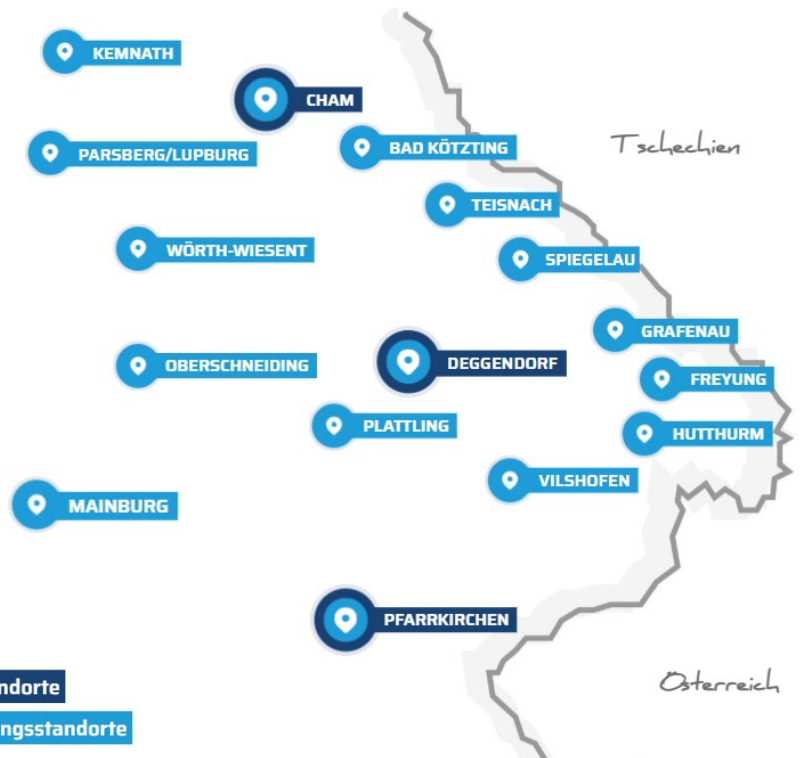 KEMNATH
CHAM
BAD KÖTZTING
Tschechien
PARSBERG/LUPBURG
TEISNACH
WÖRTH-WIESENT
SPIEGELAU
GRAFENAU
OBERSCHNEIDING
DEGGENDORF
FREYUNG
PLATTLING
HUTTHURM
VILSHOFEN
MAINBURG
PFARRKIRCHEN
Österreich
ndorte
ngsstandorte